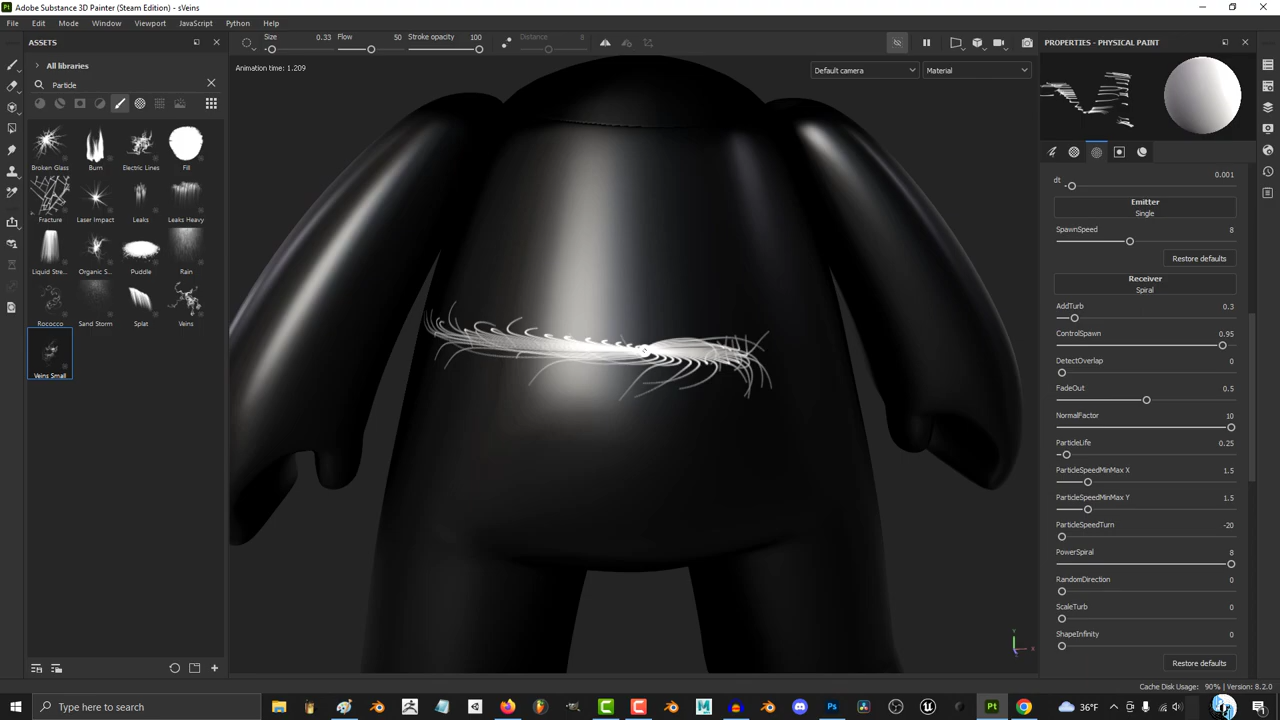 Adobe Substance 3D Painter (Steam Edition) - sVeins
File Edit Mode Window Viewport JavaScript Python Help
ASSETS
All libraries
Particle
Broken Glass Burn Electric Lines Fill
Fracture Laser Impact Leaks Leaks Heavy
Liquid Stre... Organic S... Puddle Rain
Rococco Sand Storm Splat Veins
Veins Small
Size 0.33 Flow 50 Stroke opacity 100 Distance 8
Animation time: 1.209
Default camera Material
PROPERTIES - PHYSICAL PAINT
dt 0.001
Emitter
Single
SpawnSpeed 8
Restore defaults
Receiver
Spiral
AddTurb 0.3
ControlSpawn 0.95
DetectOverlap 0
FadeOut 0.5
NormalFactor 10
ParticleLife 0.25
ParticleSpeedMinMax X 1.5
ParticleSpeedMinMax Y 1.5
ParticleSpeedTurn -20
PowerSpiral 8
RandomDirection 0
ScaleTurb 0
ShapeInfinity 0
Restore defaults
Cache Disk Usage: 90% | Version: 8.2.0
Type here to search
36°F